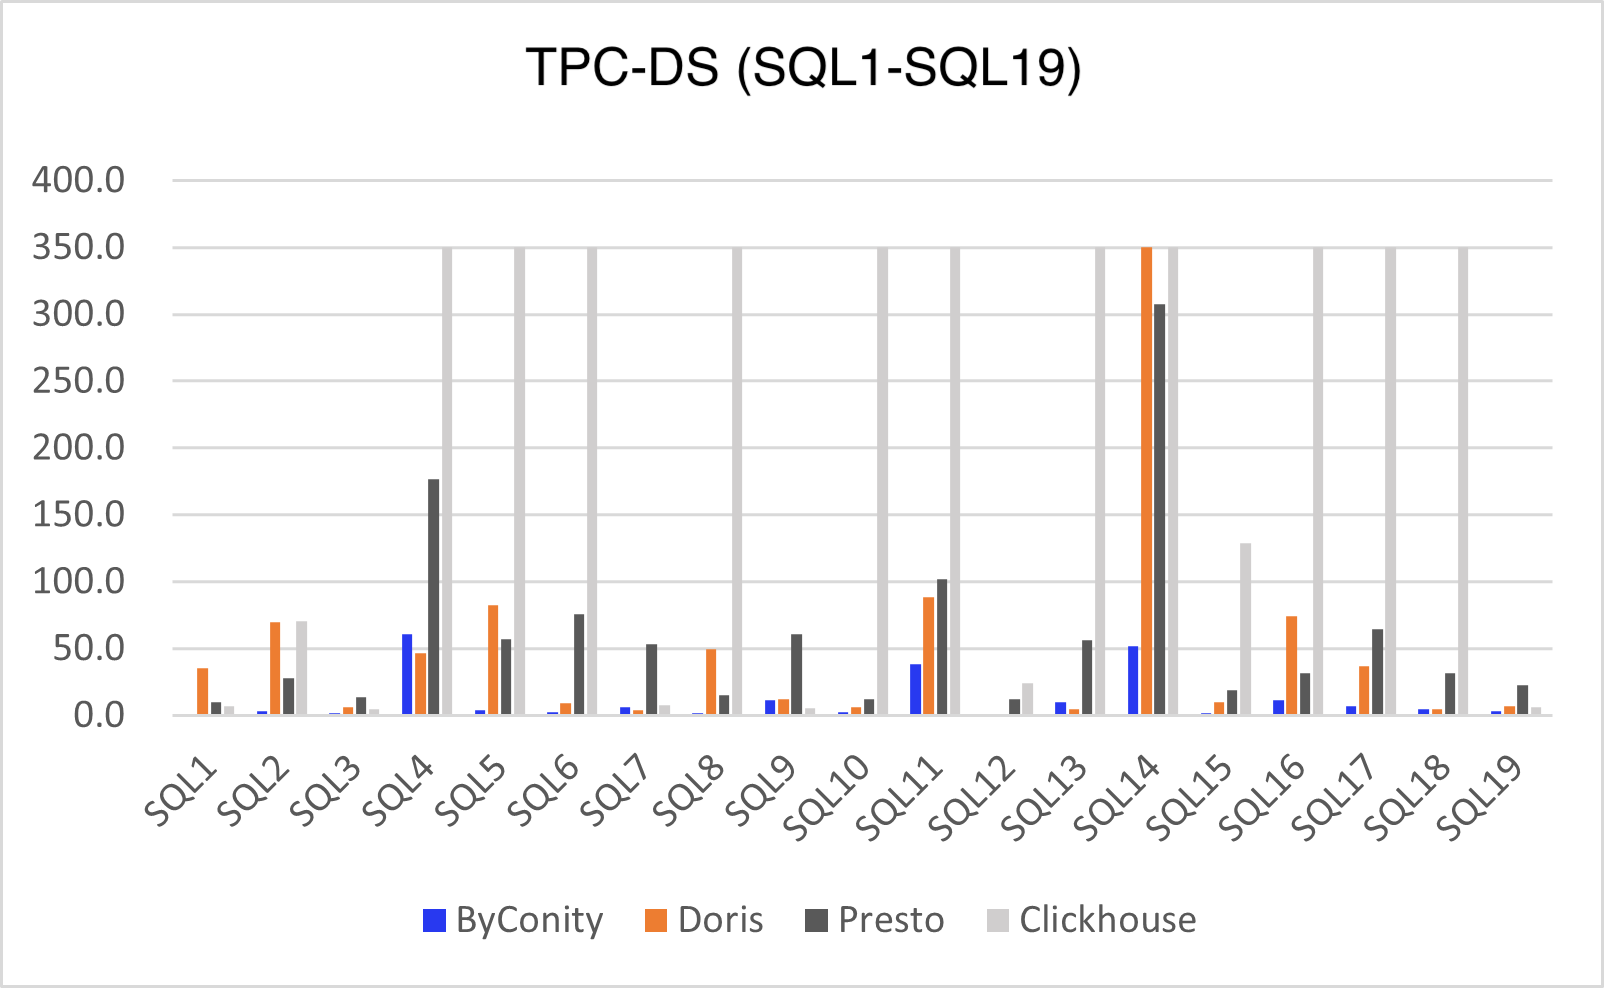 TPC-DS (SQL1-SQL19)
400.0
350.0
300.0
250.0
200.0
150.0
100.0
50.0
0.0
SQL1
SQL2
SQL3
SQL4
SQL5
SQL6
SQL7
SQL8
SQL9
SQL10
SQL11
SQL12
SQL13
SQL14
SQL15
SQL16
SQL17
SQL18
SQL19
ByConity Doris Presto Clickhouse